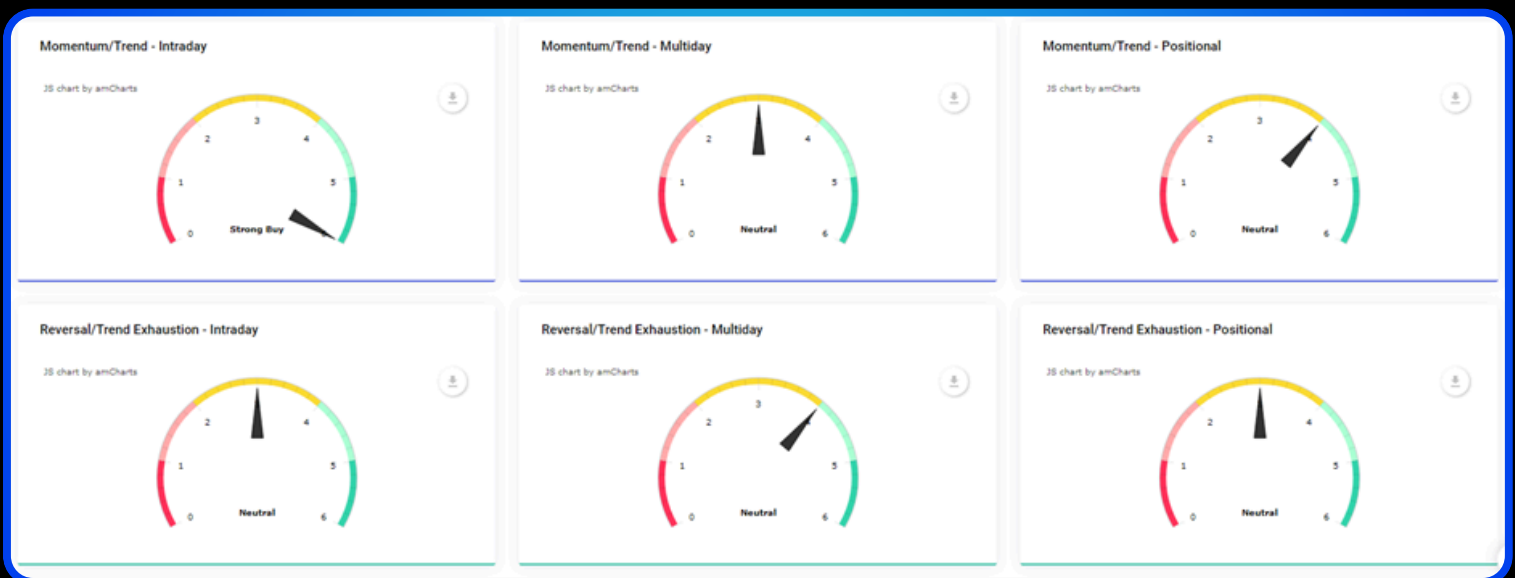 Momentum/Trend - Intraday
JS chart by amCharts
0
1
2
3
4
5
Strong Buy
Momentum/Trend - Multiday
JS chart by amCharts
0
1
2
4
5
6
Neutral
Momentum/Trend - Positional
JS chart by amCharts
0
1
2
3
5
6
Neutral
Reversal/Trend Exhaustion - Intraday
JS chart by amCharts
0
1
2
4
5
6
Neutral
Reversal/Trend Exhaustion - Multiday
JS chart by amCharts
0
1
2
3
5
6
Neutral
Reversal/Trend Exhaustion - Positional
JS chart by amCharts
0
1
2
4
5
6
Neutral